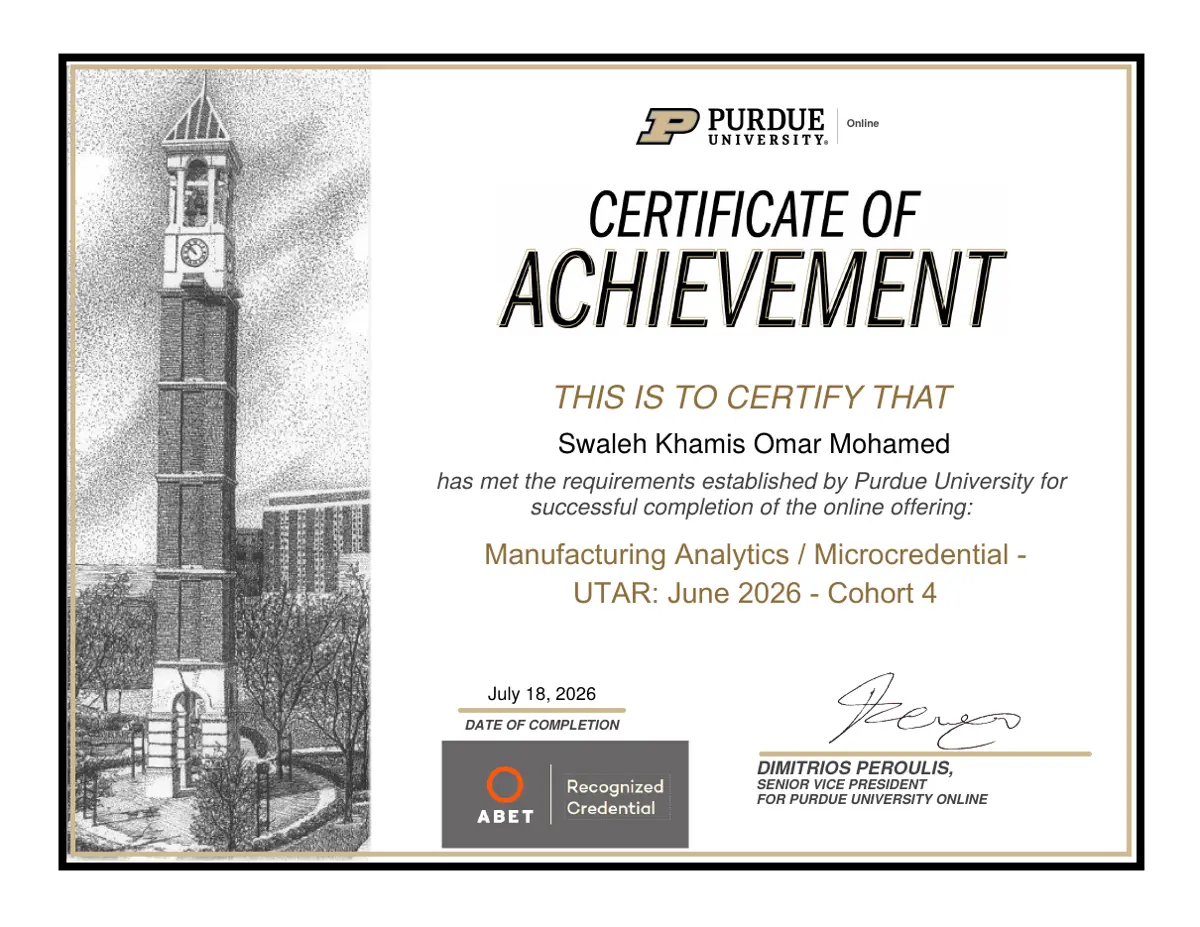 PURDUE
UNIVERSITY®
Online
CERTIFICATE OF
ACHIEVEMENT
THIS IS TO CERTIFY THAT
Swaleh Khamis Omar Mohamed
has met the requirements established by Purdue University for
successful completion of the online offering:
Manufacturing Analytics / Microcredential -
UTAR: June 2026 - Cohort 4
July 18, 2026
DATE OF COMPLETION
ABET
Recognized
Credential
DIMITRIOS PEROULIS,
SENIOR VICE PRESIDENT
FOR PURDUE UNIVERSITY ONLINE